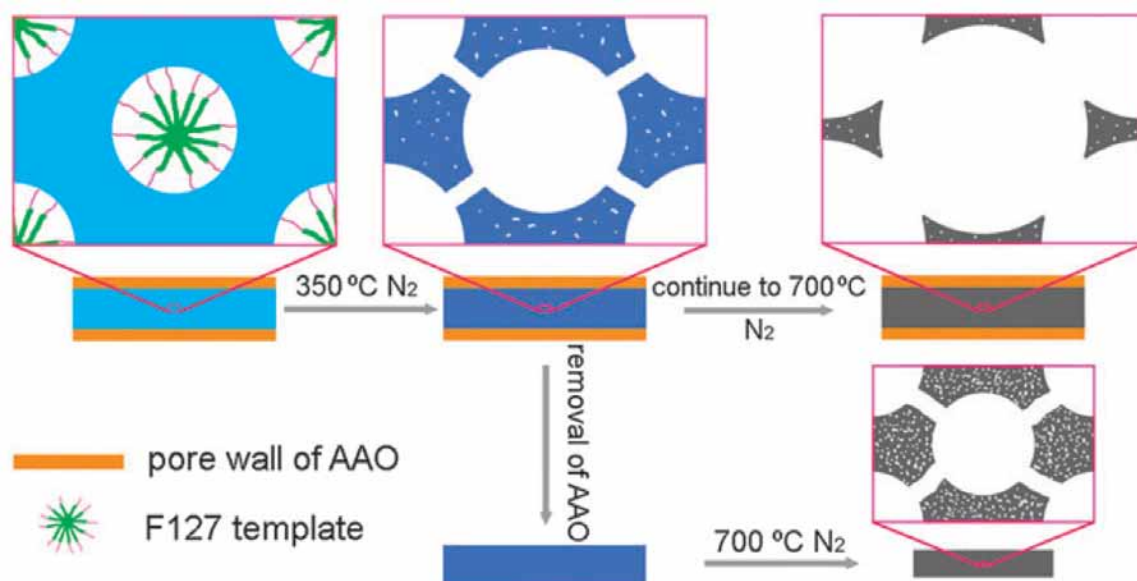 350 ºC N₂
continue to 700 ºC
N₂
removal of AAO
pore wall of AAO
F127 template
700 ºC N₂